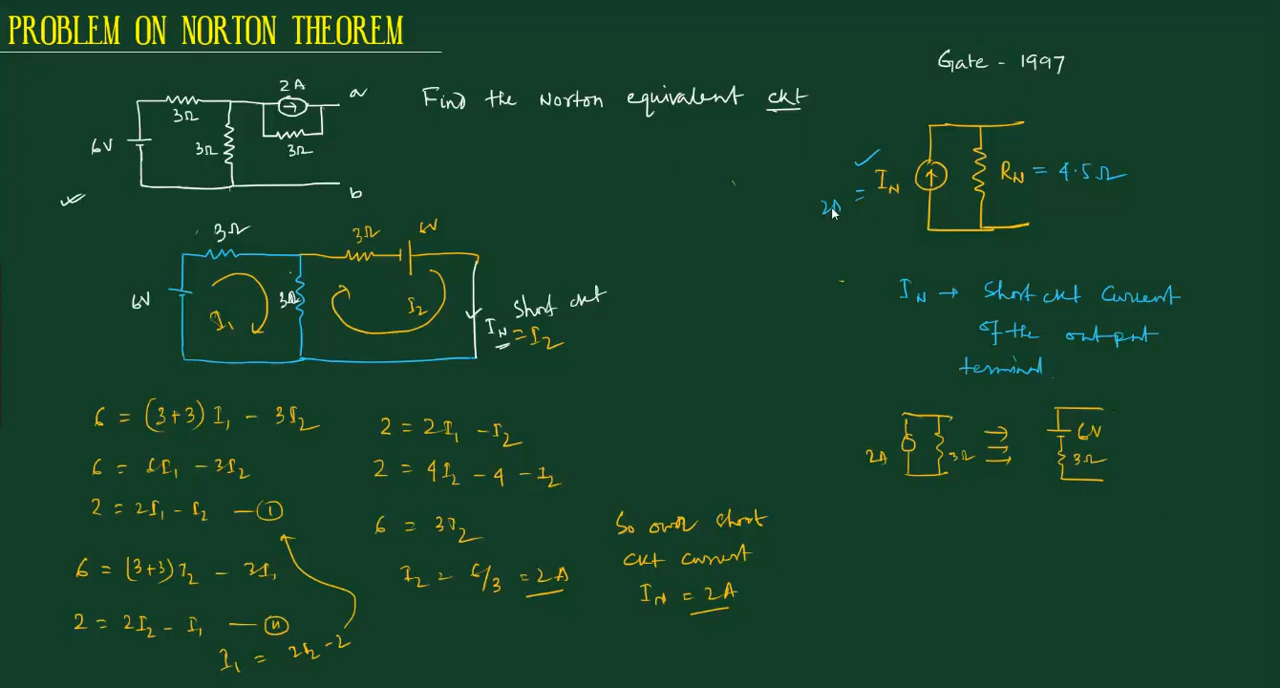 PROBLEM ON NORTON THEOREM
Gate - 1997
Find the Norton equivalent ckt
2A
a
3Ω
6V
3Ω
3Ω
b
I_N
R_N = 4.5Ω
2A =
3Ω
3Ω
6V
6V
3Ω
I_1
I_2
Short ckt
I_N = I_2
I_N → Short ckt Current
of the output
terminal.
2A
3Ω
6V
3Ω
6 = (3+3) I_1 - 3I_2
6 = 6I_1 - 3I_2
2 = 2I_1 - I_2 — (I)
6 = (3+3) I_2 - 3I_1
2 = 2I_2 - I_1 — (II)
I_1 = 2I_2 - 2
2 = 2I_1 - I_2
2 = 4I_2 - 4 - I_2
6 = 3I_2
I_2 = 6/3 = 2A
So our short
ckt current
I_N = 2A